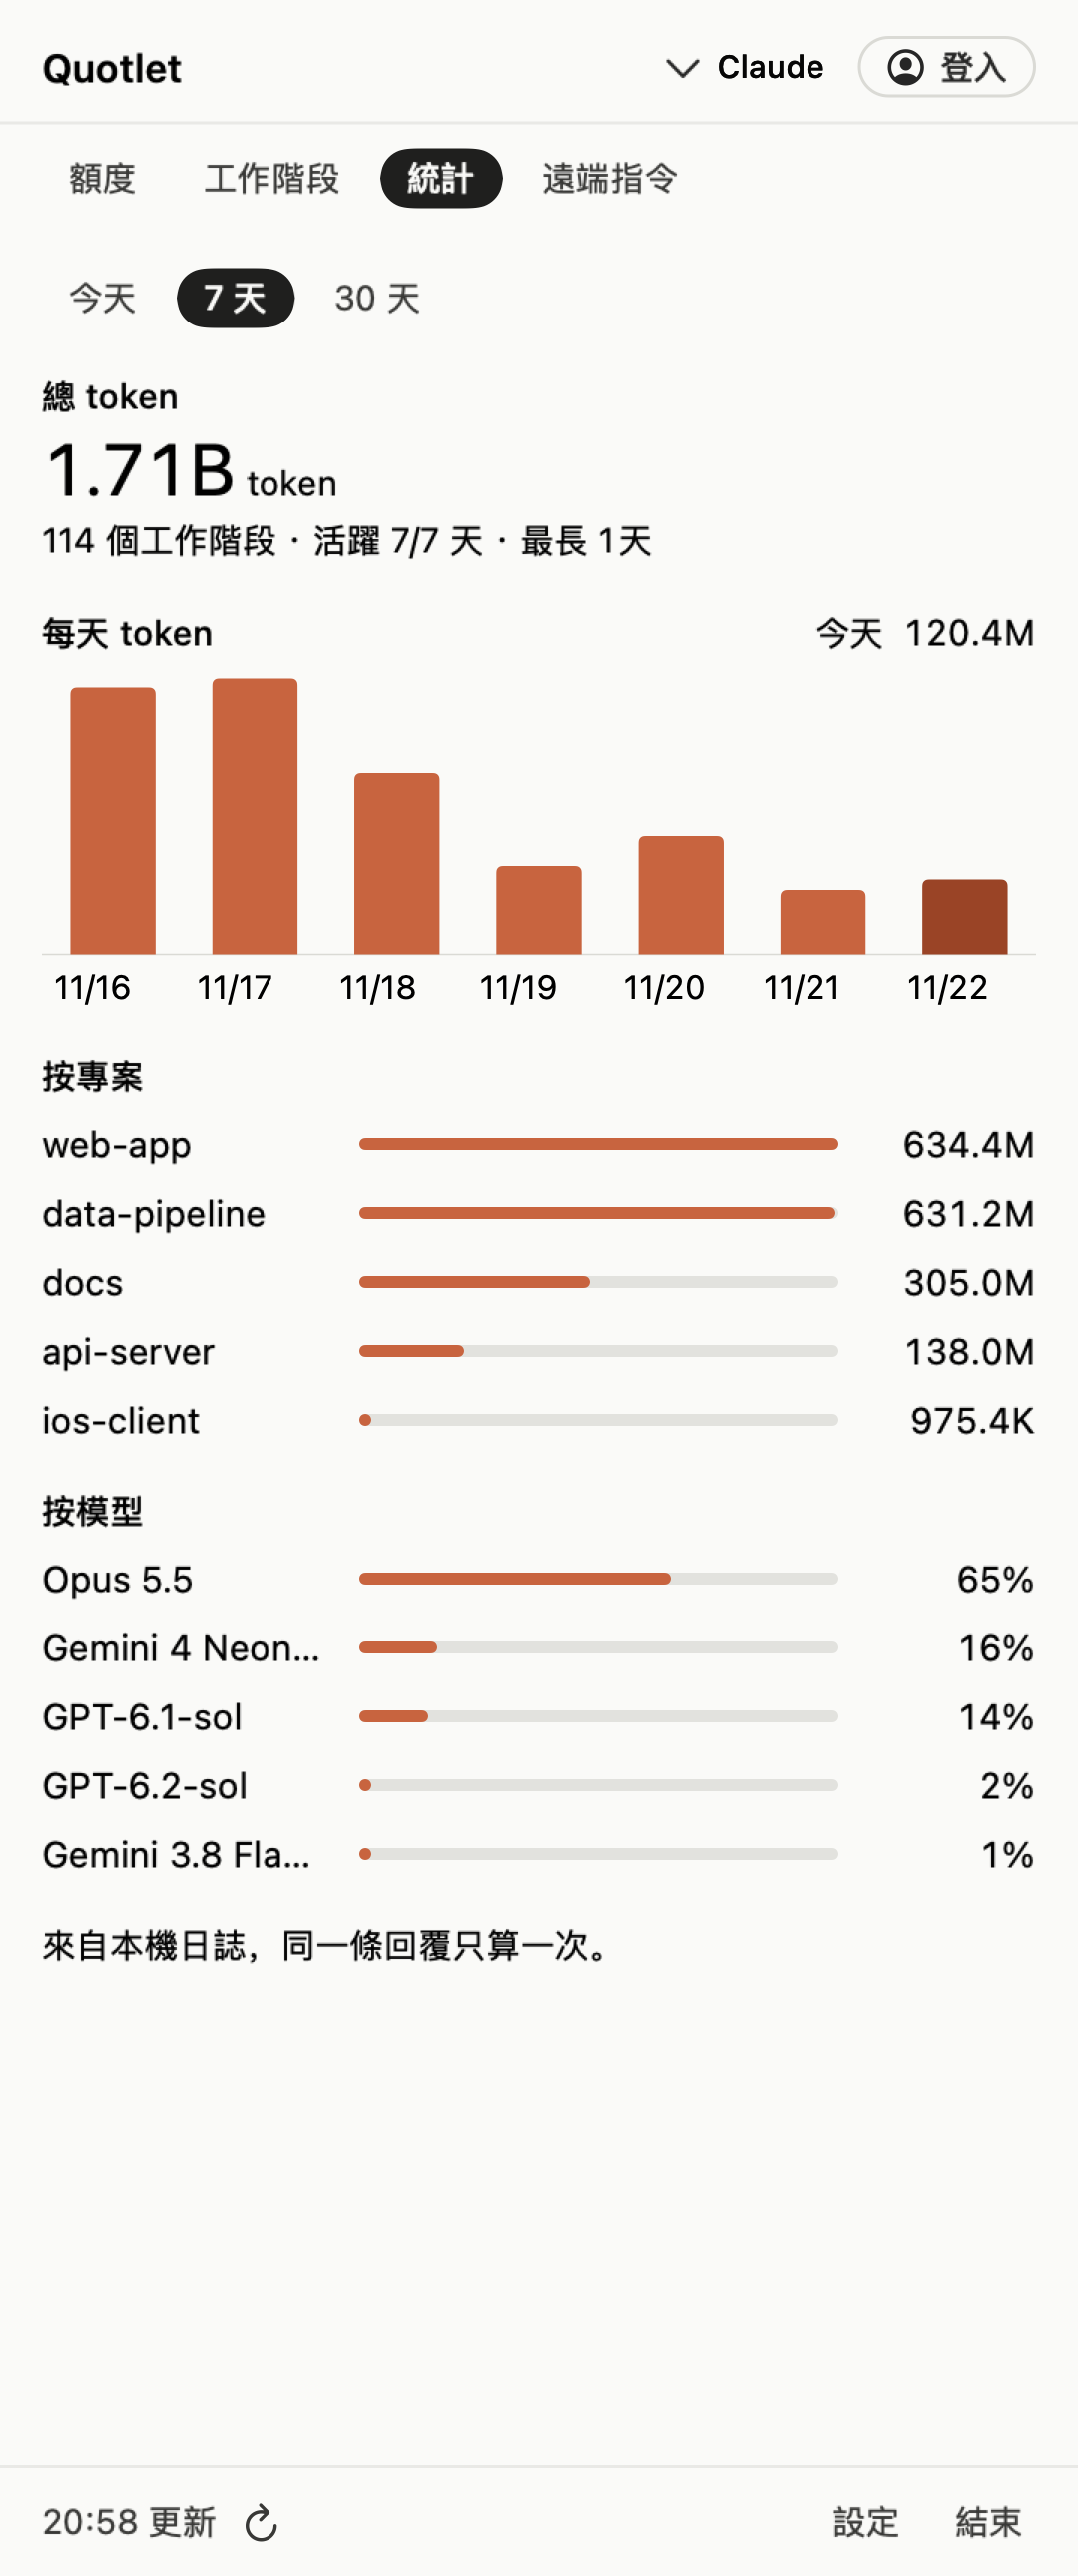 Quotlet
Claude
登入
額度 工作階段 統計 遠端指令
今天 7 天 30 天
總 token
1.71B token
114 個工作階段 · 活躍 7/7 天 · 最長 1天
每天 token 今天 120.4M
11/16 11/17 11/18 11/19 11/20 11/21 11/22
按專案
web-app 634.4M
data-pipeline 631.2M
docs 305.0M
api-server 138.0M
ios-client 975.4K
按模型
Opus 5.5 65%
Gemini 4 Neon... 16%
GPT-6.1-sol 14%
GPT-6.2-sol 2%
Gemini 3.8 Fla... 1%
來自本機日誌，同一條回覆只算一次。
20:58 更新 設定 結束